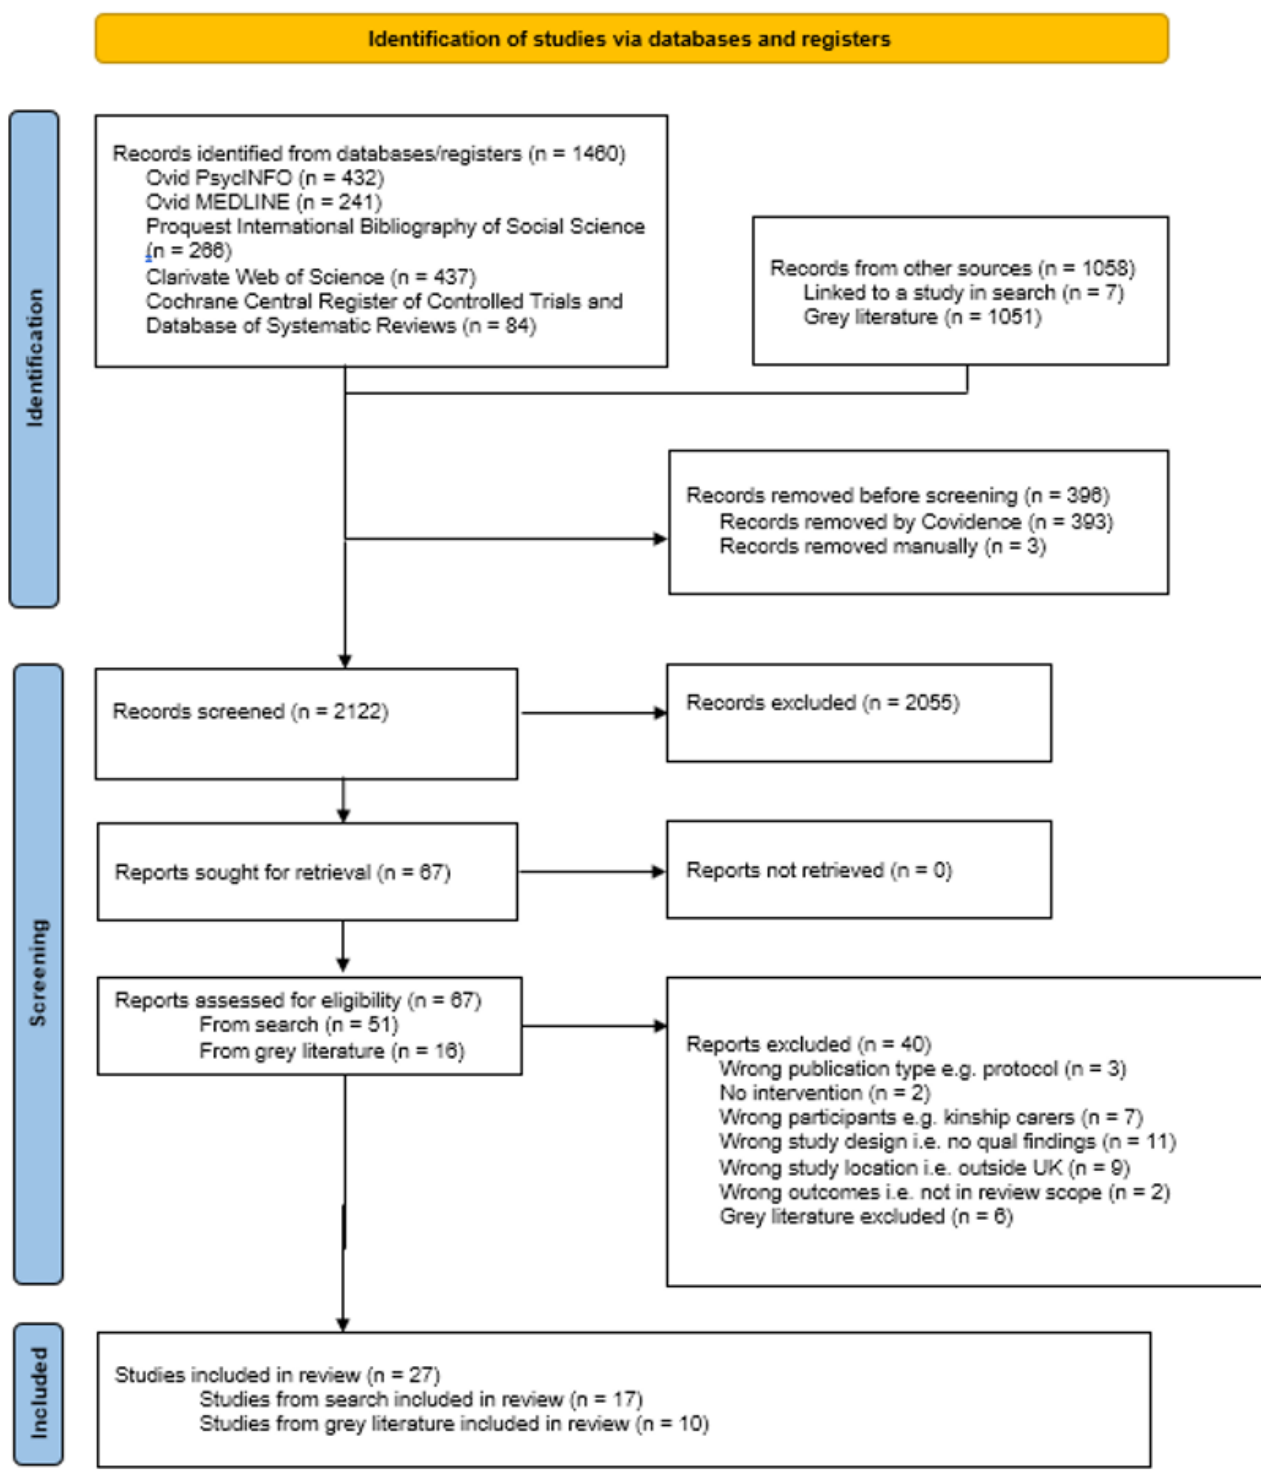 Identification of studies via databases and registers
Identification
Records identified from databases/registers (n = 1460)
Ovid PsycINFO (n = 432)
Ovid MEDLINE (n = 241)
Proquest International Bibliography of Social Science
(n = 266)
Clarivate Web of Science (n = 437)
Cochrane Central Register of Controlled Trials and
Database of Systematic Reviews (n = 84)
Records from other sources (n = 1058)
Linked to a study in search (n = 7)
Grey literature (n = 1051)
Records removed before screening (n = 396)
Records removed by Covidence (n = 393)
Records removed manually (n = 3)
Screening
Records screened (n = 2122)
Records excluded (n = 2055)
Reports sought for retrieval (n = 67)
Reports not retrieved (n = 0)
Reports assessed for eligibility (n = 67)
From search (n = 51)
From grey literature (n = 16)
Reports excluded (n = 40)
Wrong publication type e.g. protocol (n = 3)
No intervention (n = 2)
Wrong participants e.g. kinship carers (n = 7)
Wrong study design i.e. no qual findings (n = 11)
Wrong study location i.e. outside UK (n = 9)
Wrong outcomes i.e. not in review scope (n = 2)
Grey literature excluded (n = 6)
Included
Studies included in review (n = 27)
Studies from search included in review (n = 17)
Studies from grey literature included in review (n = 10)